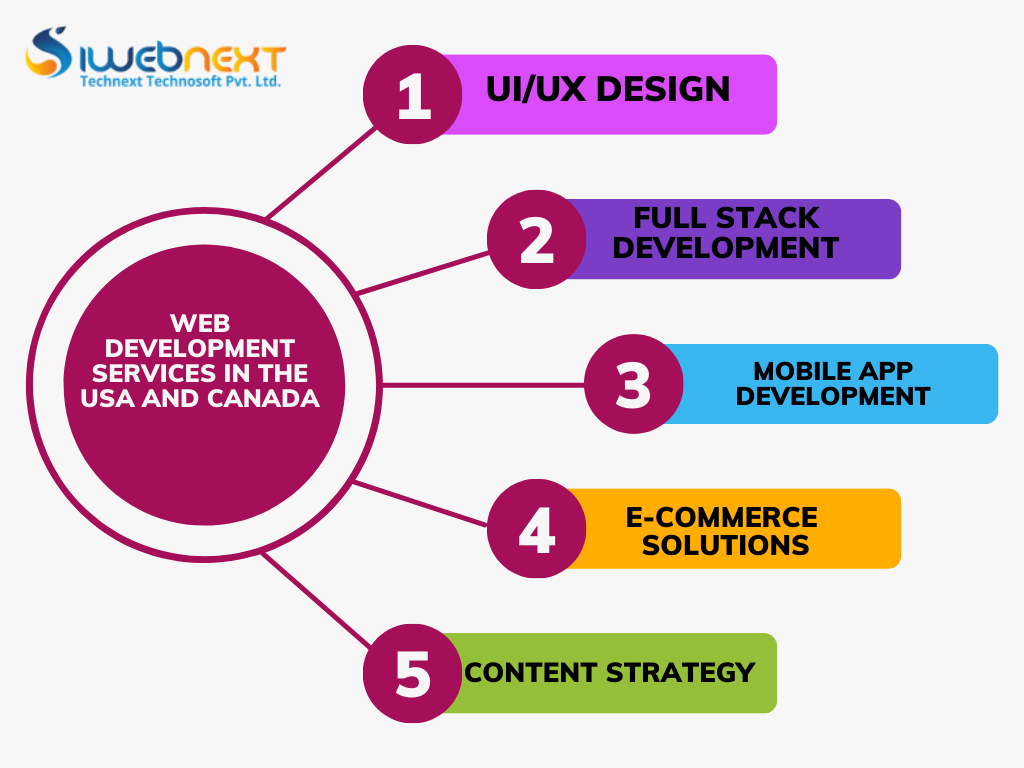 IWEBNEXT
Technext Technosoft Pvt. Ltd.
1
UI/UX DESIGN
2
FULL STACK
DEVELOPMENT
WEB
DEVELOPMENT
SERVICES IN THE
USA AND CANADA
3
MOBILE APP
DEVELOPMENT
4
E-COMMERCE
SOLUTIONS
5
CONTENT STRATEGY